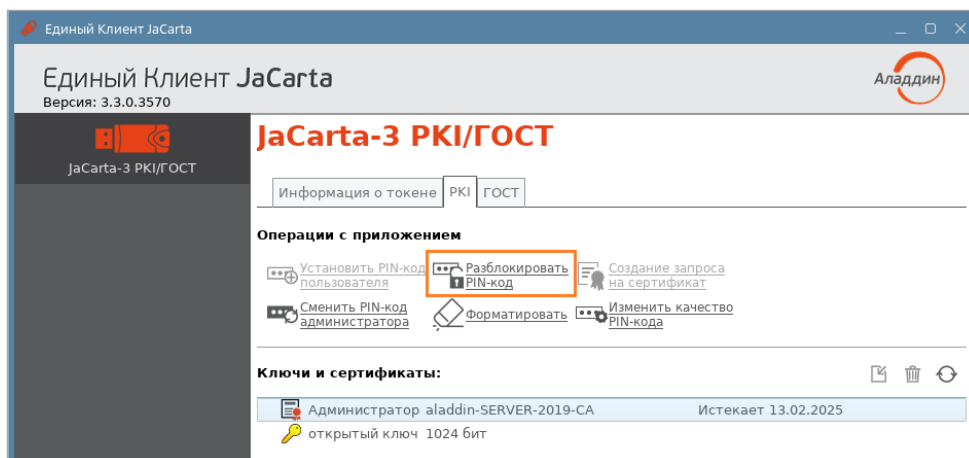 Единый Клиент JaCarta
Единый Клиент JaCarta
Версия: 3.3.0.3570
Аладдин
JaCarta-3 PKI/ГОСТ
JaCarta-3 PKI/ГОСТ
Информация о токене PKI ГОСТ
Операции с приложением
Установить PIN-код
пользователя
Разблокировать
PIN-код
Создание запроса
на сертификат
Сменить PIN-код
администратора
Форматировать
Изменить качество
PIN-кода
Ключи и сертификаты:
Администратор aladdin-SERVER-2019-CA Истекает 13.02.2025
открытый ключ 1024 бит